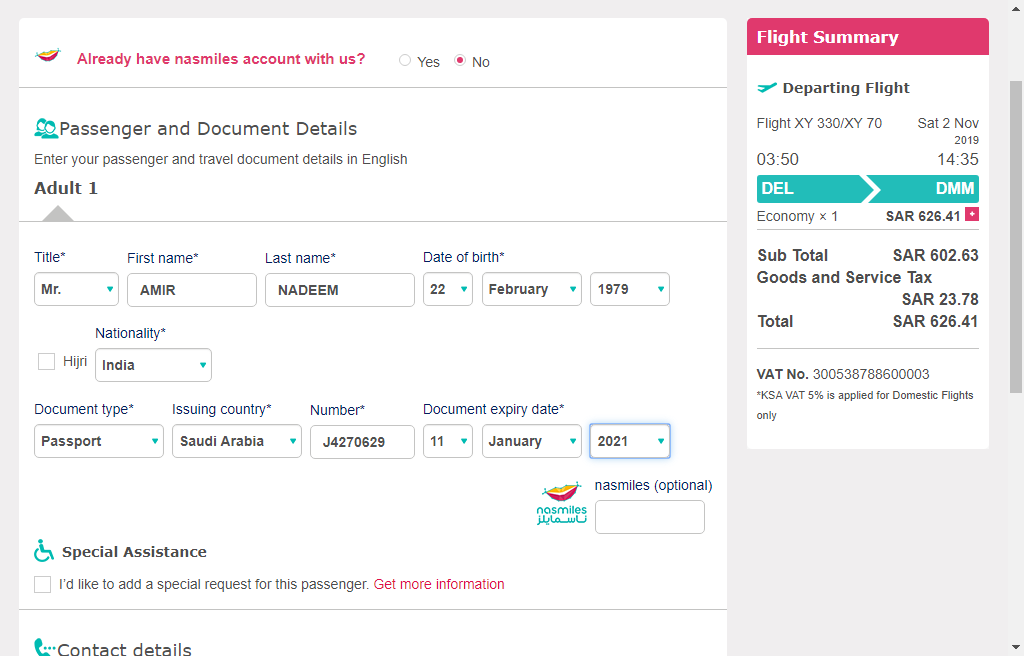 Already have nasmiles account with us? Yes No
Passenger and Document Details
Enter your passenger and travel document details in English
Adult 1
Title* First name* Last name* Date of birth*
Mr. AMIR NADEEM 22 February 1979
Nationality*
Hijri India
Document type* Issuing country* Number* Document expiry date*
Passport Saudi Arabia J4270629 11 January 2021
nasmiles (optional)
nasmiles
ناسمايلز
Special Assistance
I'd like to add a special request for this passenger. Get more information
Contact details
Flight Summary
Departing Flight
Flight XY 330/XY 70 Sat 2 Nov
2019
03:50 14:35
DEL DMM
Economy × 1 SAR 626.41 +
Sub Total SAR 602.63
Goods and Service Tax
SAR 23.78
Total SAR 626.41
VAT No. 300538788600003
*KSA VAT 5% is applied for Domestic Flights
only